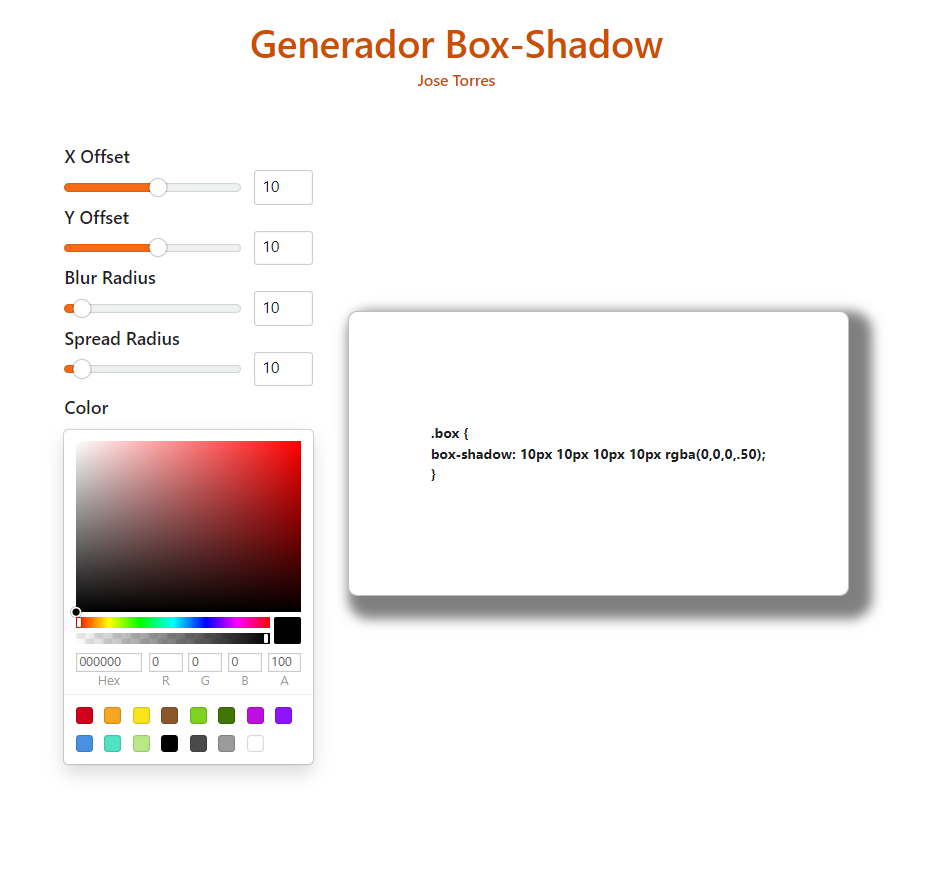 Generador Box-Shadow
Jose Torres
X Offset
10
Y Offset
10
Blur Radius
10
Spread Radius
10
Color
.box {
box-shadow: 10px 10px 10px 10px rgba(0,0,0,.50);
}
000000 0 0 0 100
Hex R G B A